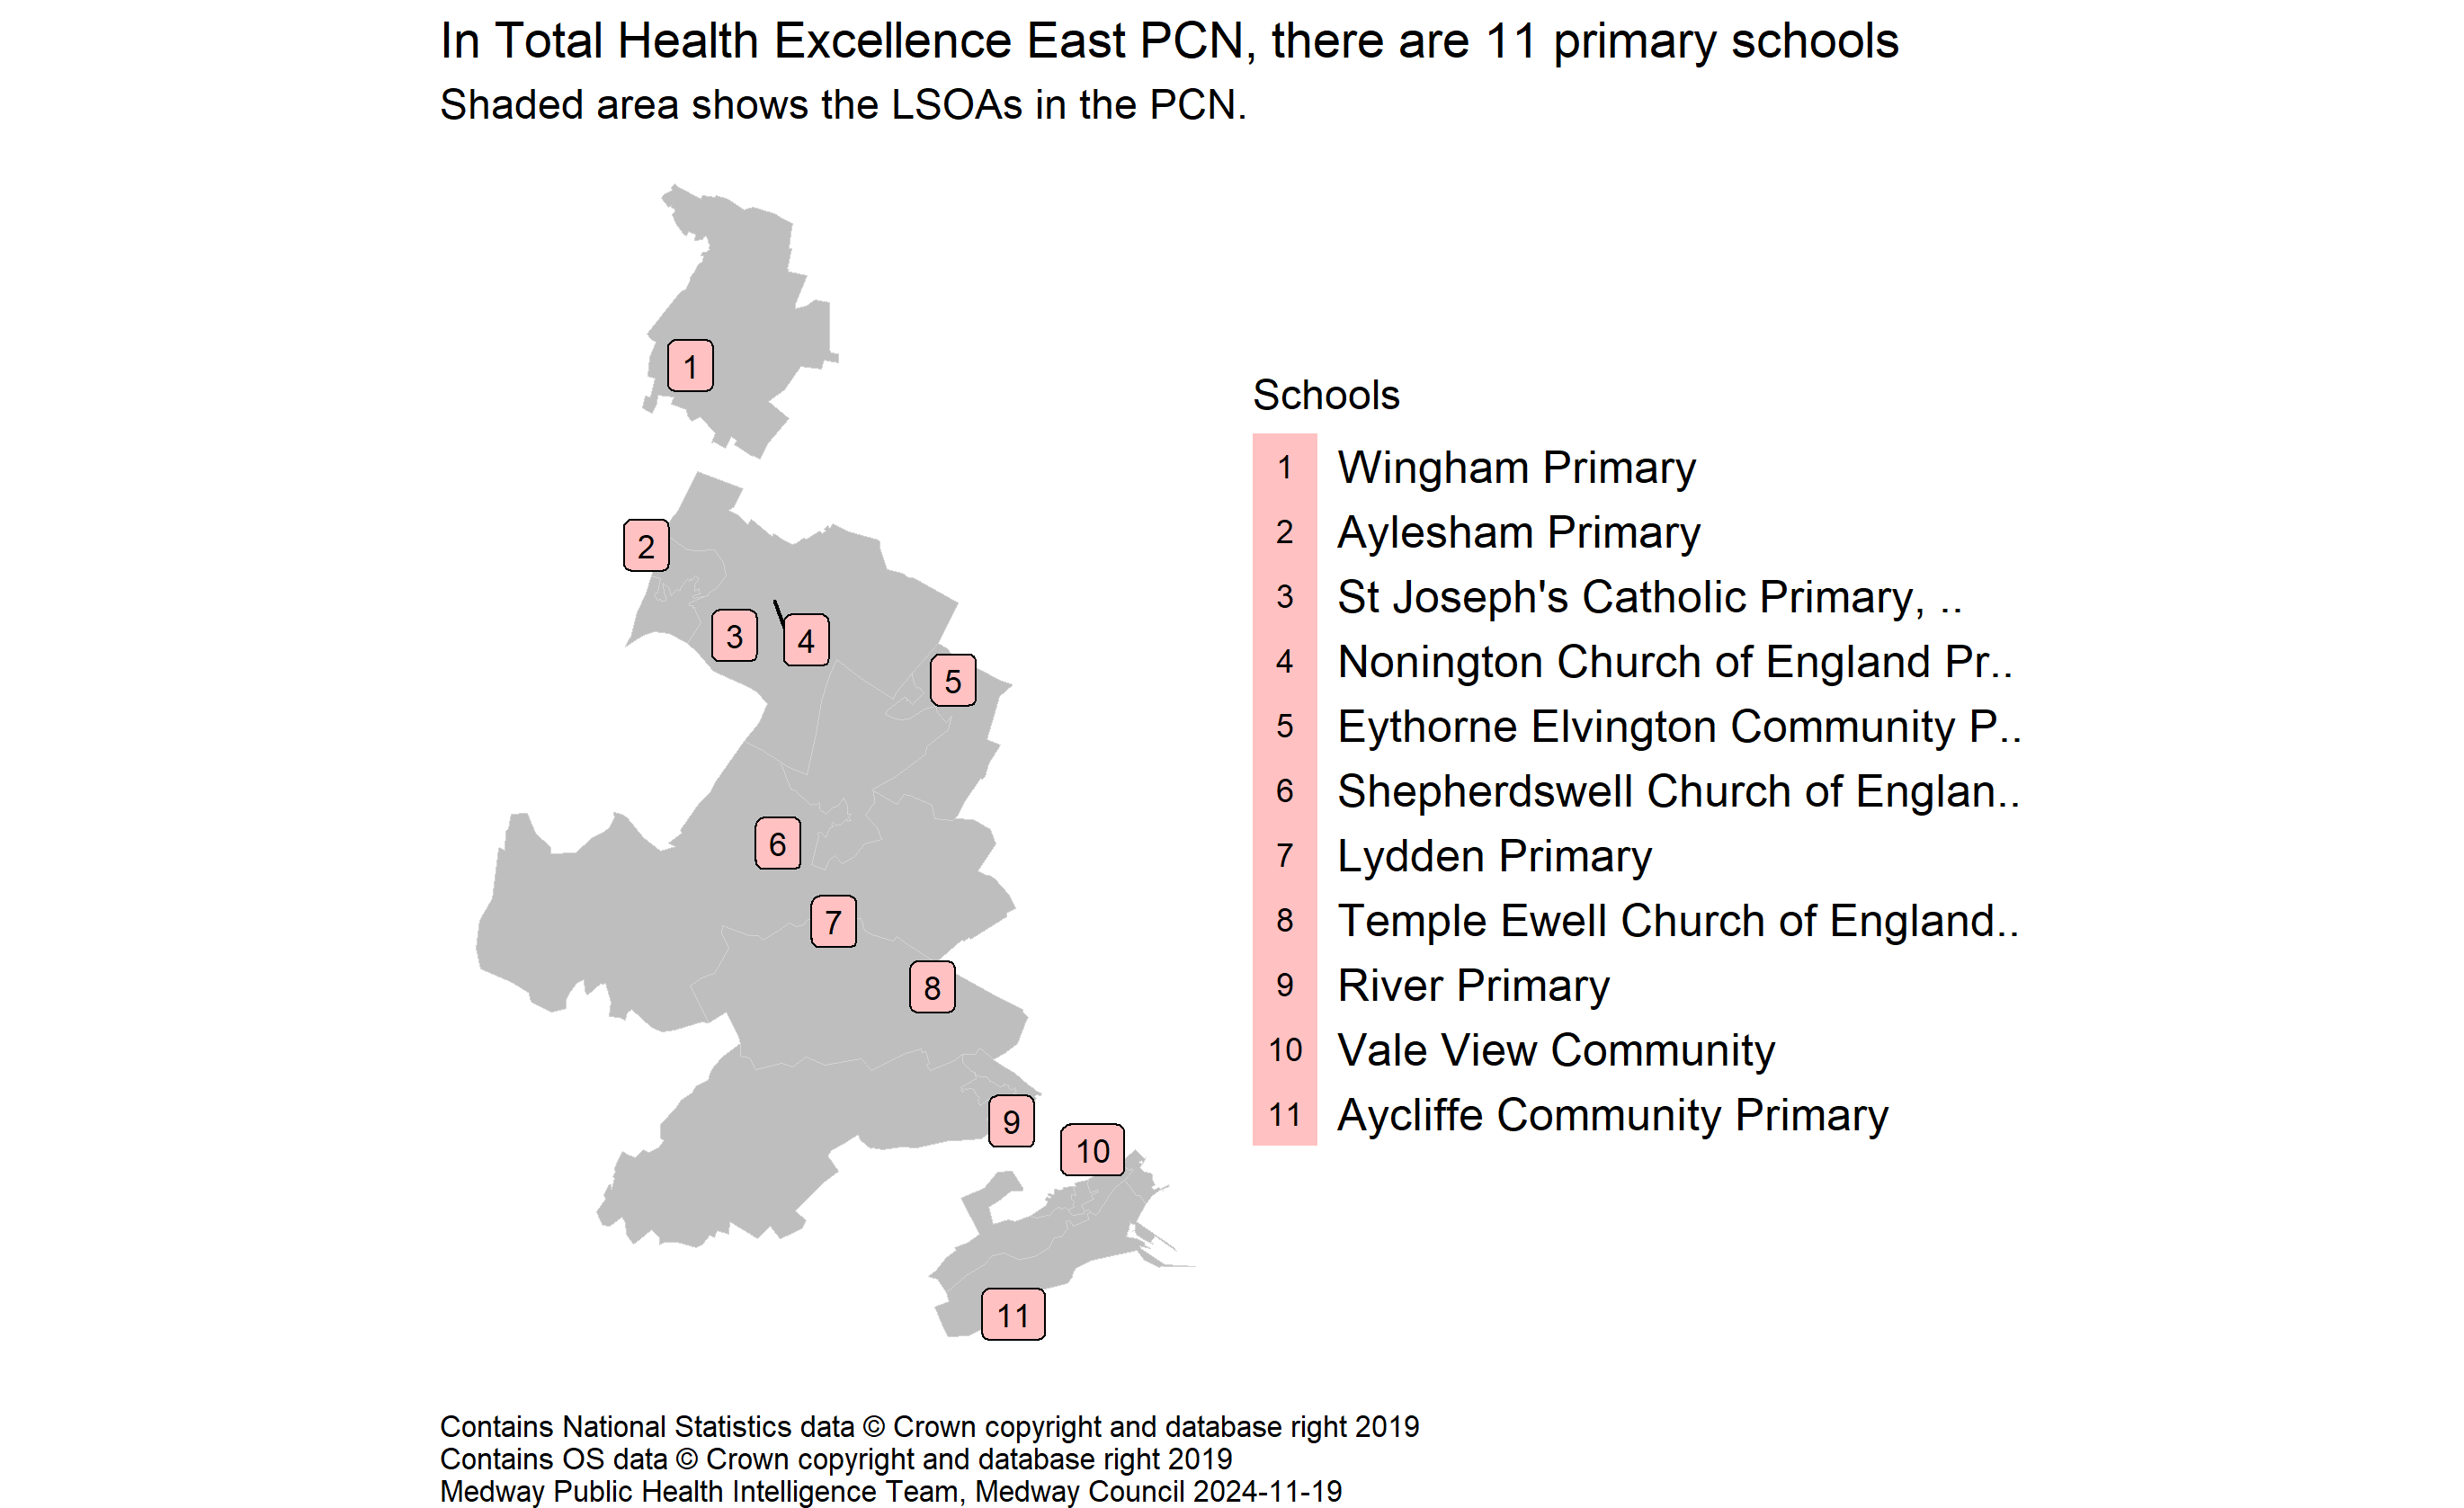 In Total Health Excellence East PCN, there are 11 primary schools
Shaded area shows the LSOAs in the PCN.
1
2
3
4
5
6
7
8
9
10
11
Schools
1 Wingham Primary
2 Aylesham Primary
3 St Joseph's Catholic Primary, ..
4 Nonington Church of England Pr..
5 Eythorne Elvington Community P..
6 Shepherdswell Church of Englan..
7 Lydden Primary
8 Temple Ewell Church of England..
9 River Primary
10 Vale View Community
11 Aycliffe Community Primary
Contains National Statistics data © Crown copyright and database right 2019
Contains OS data © Crown copyright and database right 2019
Medway Public Health Intelligence Team, Medway Council 2024-11-19